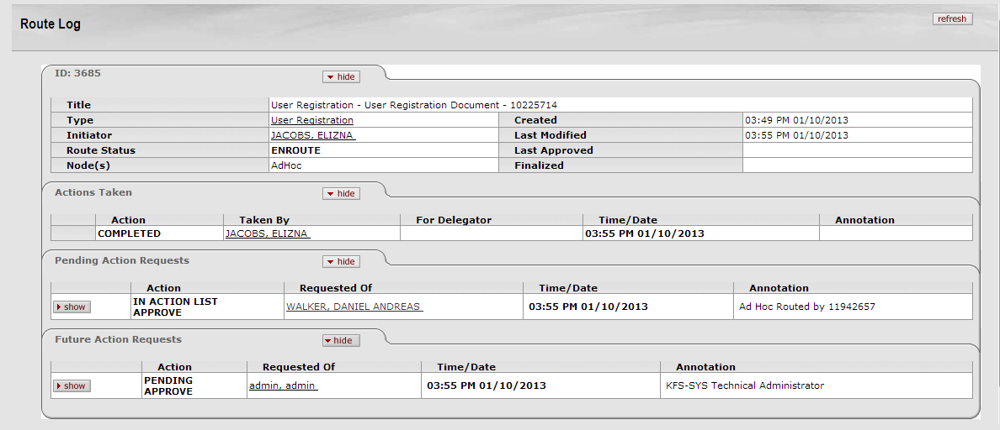 Route Log
refresh
ID: 3685
hide
Title User Registration - User Registration Document - 10225714
Type User Registration Created 03:49 PM 01/10/2013
Initiator JACOBS, ELIZNA Last Modified 03:55 PM 01/10/2013
Route Status ENROUTE Last Approved
Node(s) AdHoc Finalized
Actions Taken
hide
Action Taken By For Delegator Time/Date Annotation
COMPLETED JACOBS, ELIZNA 03:55 PM 01/10/2013
Pending Action Requests
hide
Action Requested Of Time/Date Annotation
show IN ACTION LIST
APPROVE WALKER, DANIEL ANDREAS 03:55 PM 01/10/2013 Ad Hoc Routed by 11942657
Future Action Requests
hide
Action Requested Of Time/Date Annotation
show PENDING
APPROVE admin, admin 03:55 PM 01/10/2013 KFS-SYS Technical Administrator